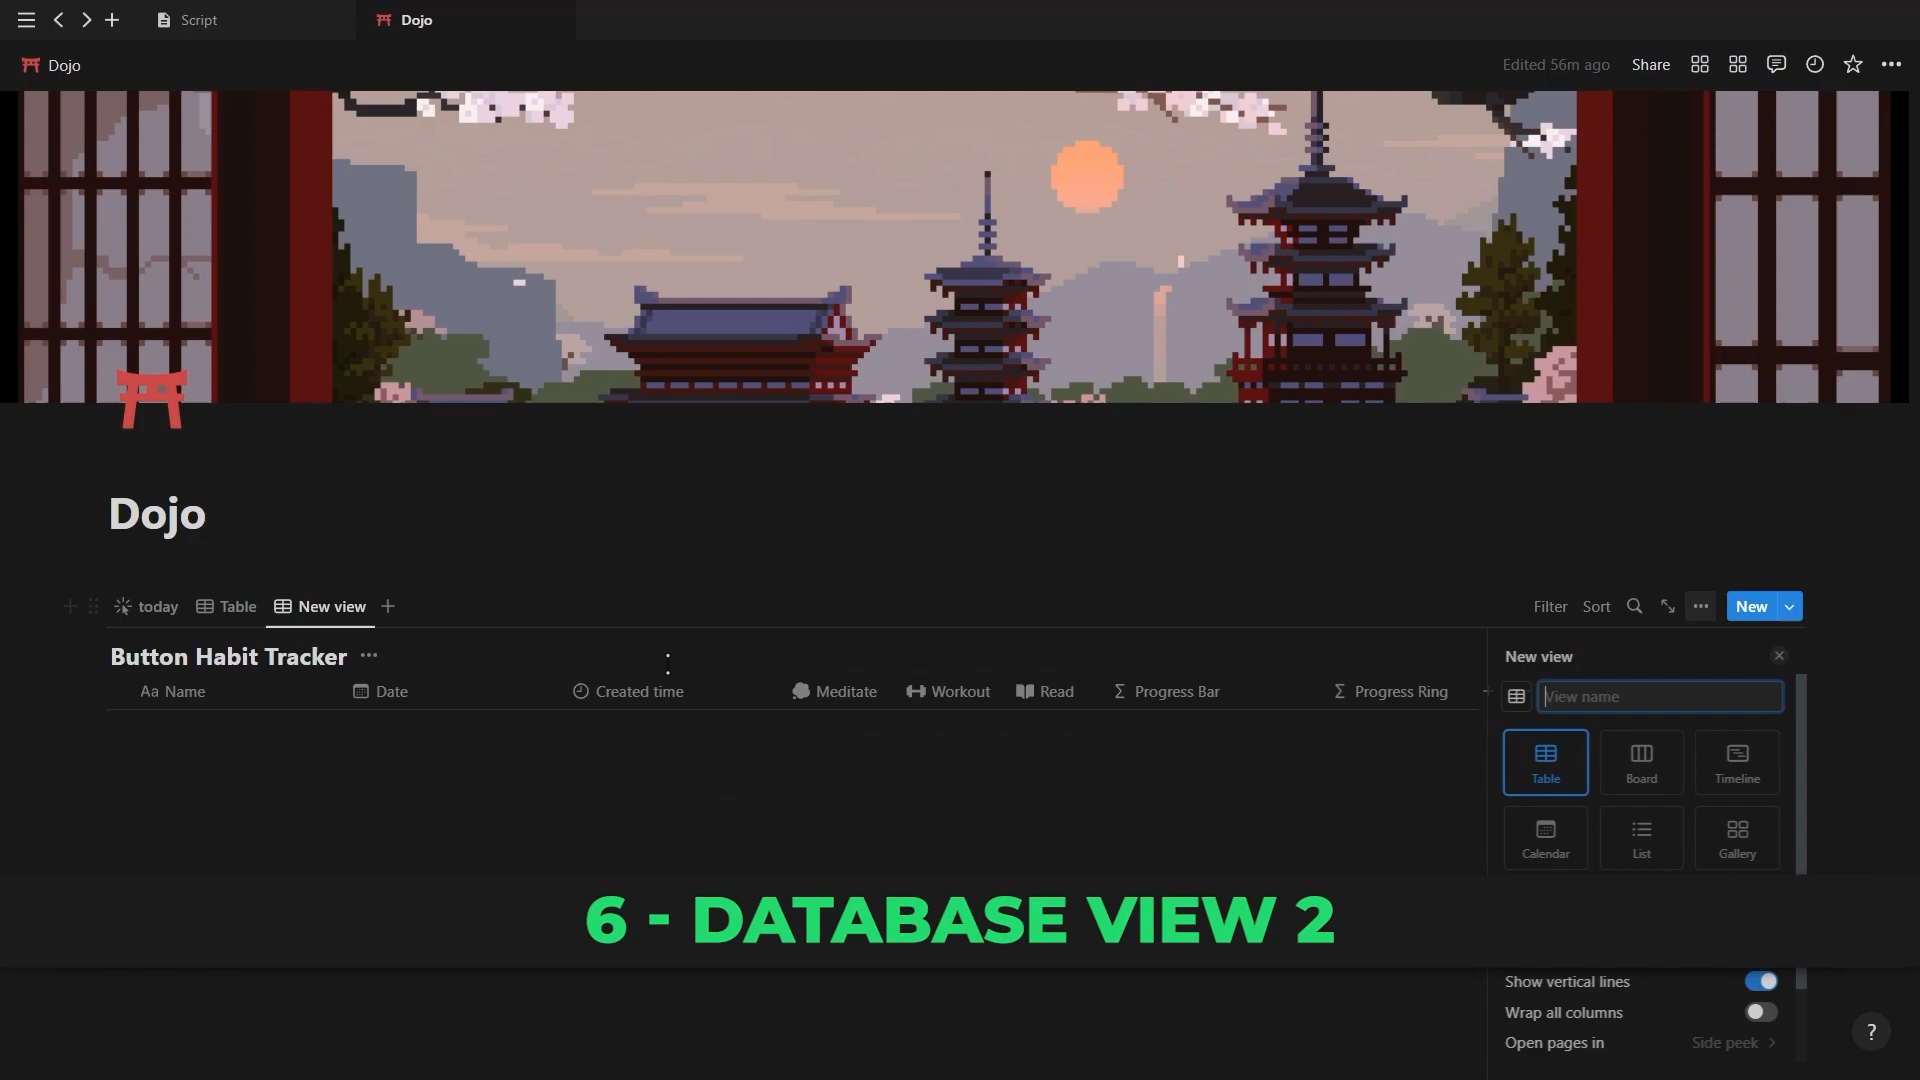 Script
Dojo
Dojo
Edited 56m ago
Share
Dojo
today
Table
New view
Filter
Sort
New
Button Habit Tracker
New view
Aa Name
Date
Created time
Meditate
Workout
Read
Σ Progress Bar
Σ Progress Ring
View name
Table
Board
Timeline
Calendar
List
Gallery
6 - DATABASE VIEW 2
Show vertical lines
Wrap all columns
Open pages in
Side peek
?